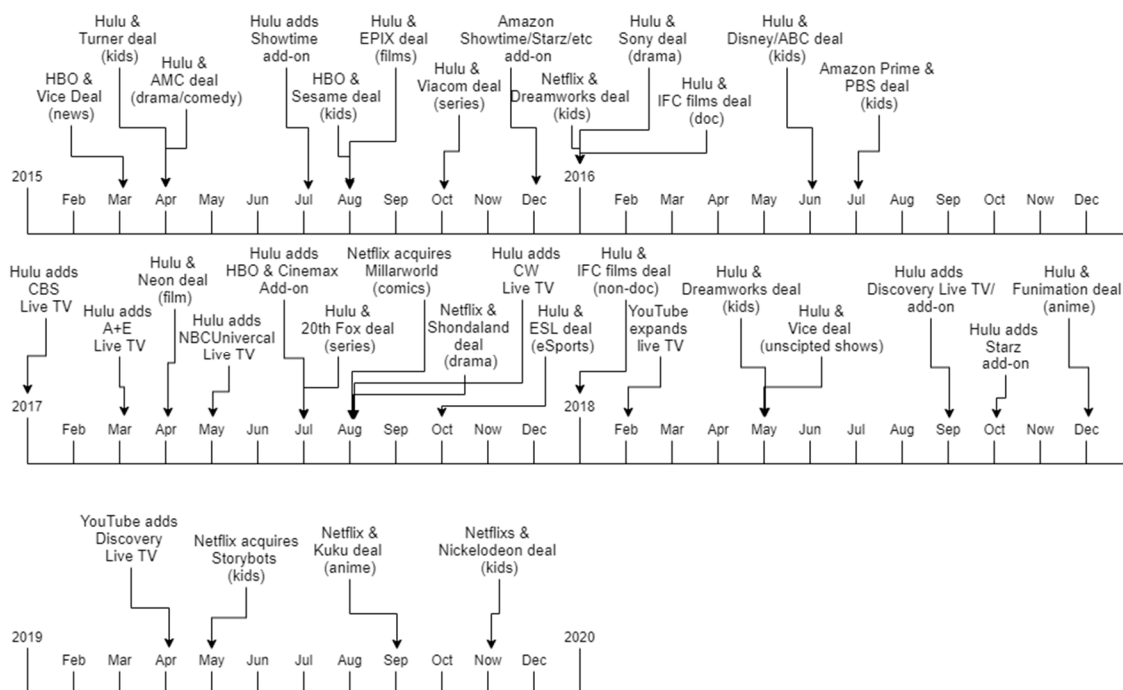 Hulu &
Turner deal
(kids)
HBO &
Vice Deal
(news)
Hulu &
AMC deal
(drama/comedy)
Hulu adds
Showtime
add-on
HBO &
Sesame deal
(kids)
Hulu &
EPIX deal
(films)
Hulu &
Viacom deal
(series)
Amazon
Showtime/Starz/etc
add-on
Netflix &
Dreamworks deal
(kids)
Hulu &
Sony deal
(drama)
Hulu &
IFC films deal
(doc)
Hulu &
Disney/ABC deal
(kids)
Amazon Prime &
PBS deal
(kids)
2015
2016
Feb Mar Apr May Jun Jul Aug Sep Oct Nov Dec Feb Mar Apr May Jun Jul Aug Sep Oct Nov Dec
Hulu adds
CBS
Live TV
Hulu adds
A+E
Live TV
Hulu &
Neon deal
(film)
Hulu adds
NBCUnivercal
Live TV
Hulu adds
HBO & Cinemax
Add-on
Hulu &
20th Fox deal
(series)
Netflix acquires
Millarworld
(comics)
Netflix &
Shondaland
deal
(drama)
Hulu adds
CW
Live TV
Hulu &
ESL deal
(eSports)
Hulu &
IFC films deal
(non-doc)
YouTube
expands
live TV
Hulu &
Dreamworks deal
(kids)
Hulu &
Vice deal
(unscipted shows)
Hulu adds
Discovery Live TV/
add-on
Hulu adds
Starz
add-on
Hulu &
Funimation deal
(anime)
2017
2018
Feb Mar Apr May Jun Jul Aug Sep Oct Nov Dec Feb Mar Apr May Jun Jul Aug Sep Oct Nov Dec
YouTube adds
Discovery
Live TV
Netflix acquires
Storybots
(kids)
Netflix &
Kuku deal
(anime)
Netflixs &
Nickelodeon deal
(kids)
2019
2020
Feb Mar Apr May Jun Jul Aug Sep Oct Nov Dec